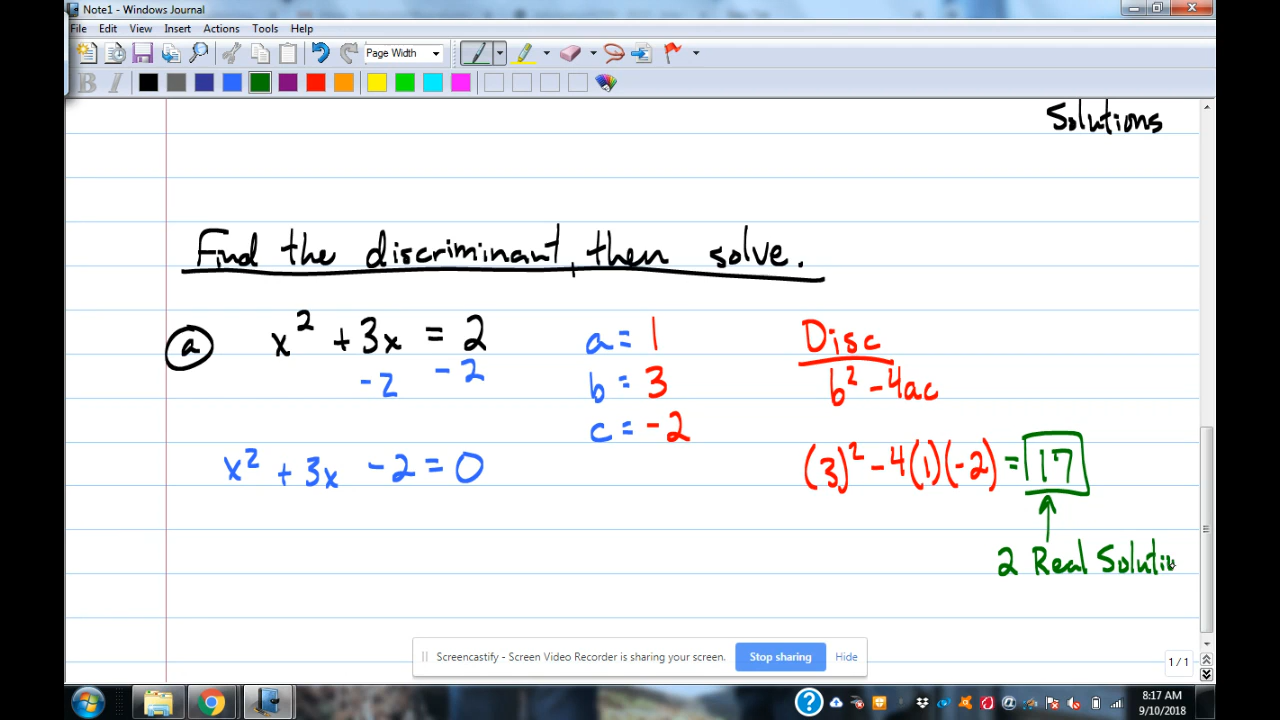 Note1 - Windows Journal
File Edit View Insert Actions Tools Help
Page Width
B I
Solutions
Find the discriminant, then solve.
a x² + 3x = 2 a = 1 Disc
-2 -2 b = 3 b² - 4ac
c = -2
x² + 3x - 2 = 0 (3)² - 4(1)(-2) = 17
2 Real Solutio
Screencastify - Screen Video Recorder is sharing your screen. Stop sharing Hide
1 / 1
8:17 AM
9/10/2018